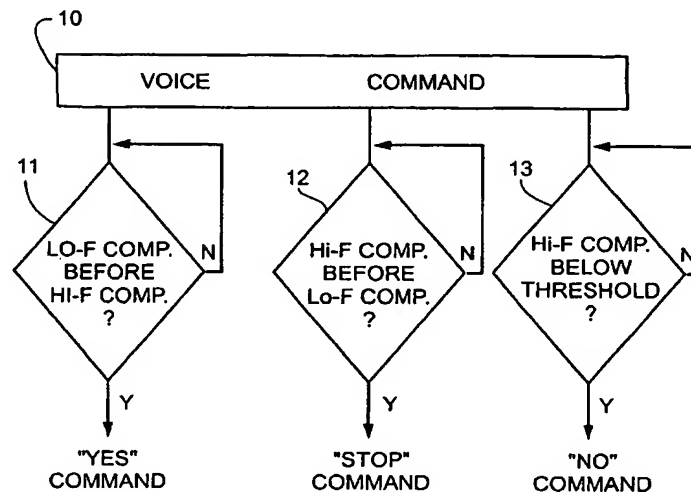 10
VOICE COMMAND
11
LO-F COMP.
BEFORE
HI-F COMP.
?
N
Y
"YES"
COMMAND
12
Hi-F COMP.
BEFORE
Lo-F COMP.
?
N
Y
"STOP"
COMMAND
13
Hi-F COMP.
BELOW
THRESHOLD
?
N
Y
"NO"
COMMAND